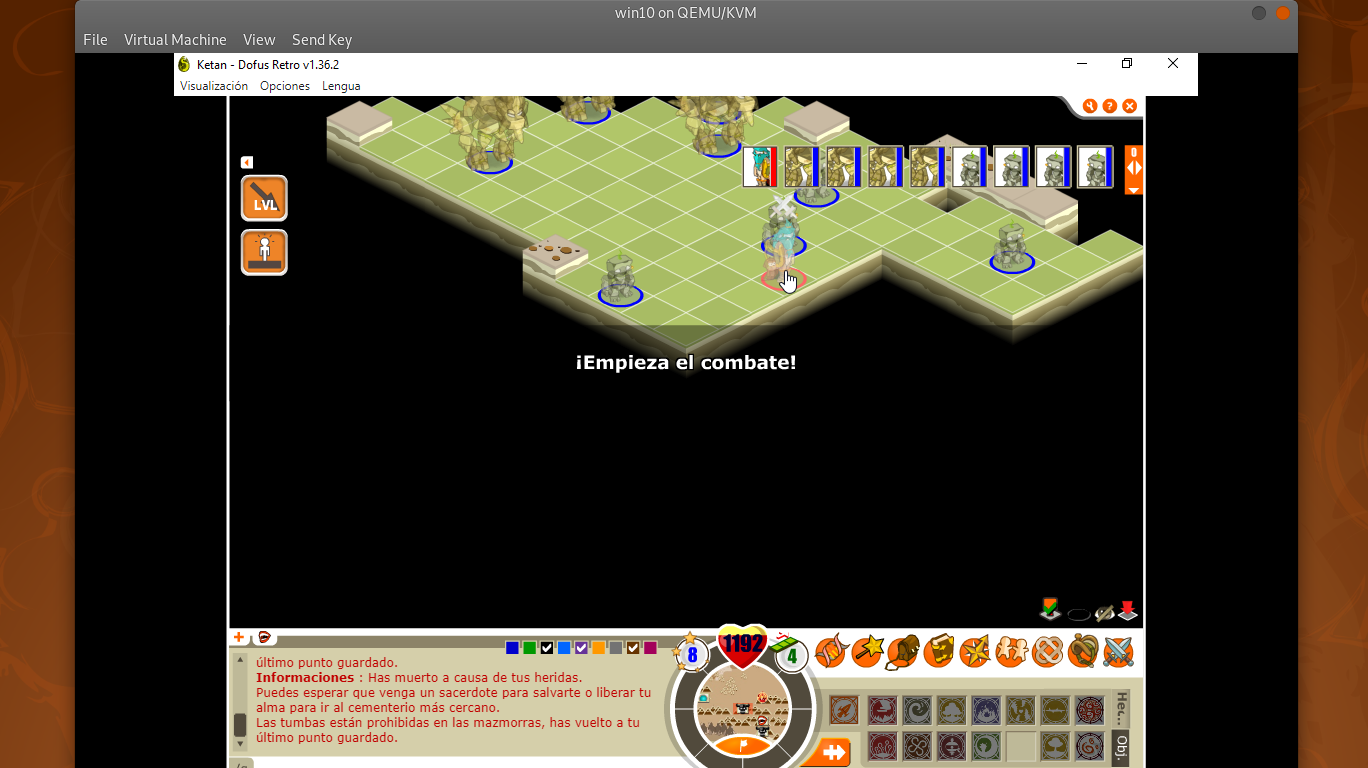 win10 on QEMU/KVM
File Virtual Machine View Send Key
Ketan - Dofus Retro v1.36.2
Visualización Opciones Lengua
LVL
0
¡Empieza el combate!
8
1192
4
último punto guardado.
Informaciones : Has muerto a causa de tus heridas.
Puedes esperar que venga un sacerdote para salvarte o liberar tu
alma para ir al cementerio más cercano.
Las tumbas están prohibidas en las mazmorras, has vuelto a tu
último punto guardado.
Hec..
Obj.